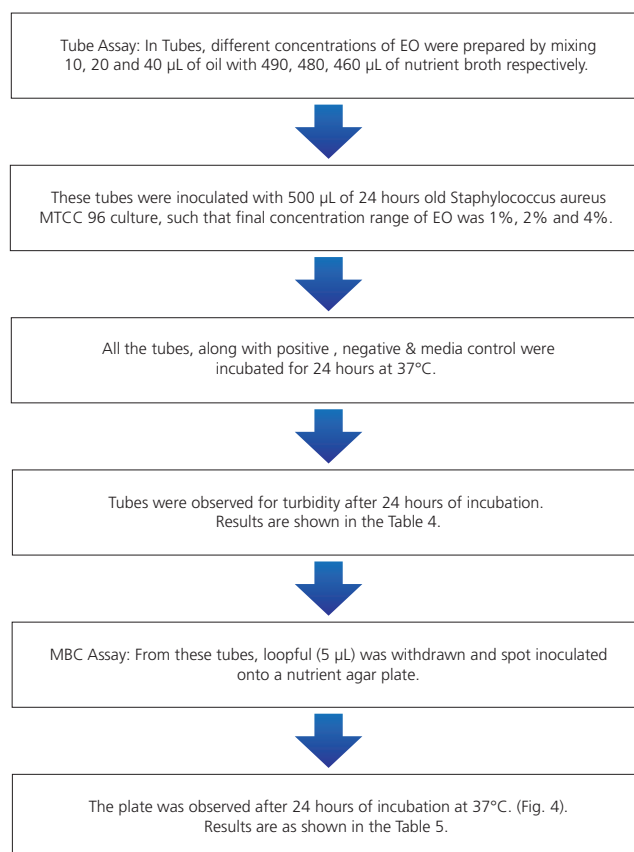 Tube Assay: In Tubes, different concentrations of EO were prepared by mixing
10, 20 and 40 µL of oil with 490, 480, 460 µL of nutrient broth respectively.
These tubes were inoculated with 500 µL of 24 hours old Staphylococcus aureus
MTCC 96 culture, such that final concentration range of EO was 1%, 2% and 4%.
All the tubes, along with positive , negative & media control were
incubated for 24 hours at 37°C.
Tubes were observed for turbidity after 24 hours of incubation.
Results are shown in the Table 4.
MBC Assay: From these tubes, loopful (5 µL) was withdrawn and spot inoculated
onto a nutrient agar plate.
The plate was observed after 24 hours of incubation at 37°C. (Fig. 4).
Results are as shown in the Table 5.